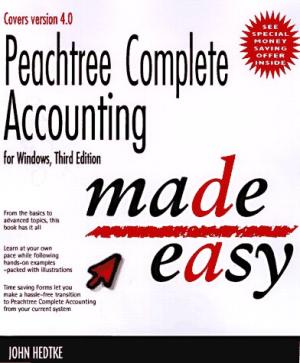 Covers version 4.0
SEE
SPECIAL
MONEY
SAVING
OFFER
INSIDE
Peachtree Complete
Accounting
for Windows, Third Edition
made
easy
From the basics to
advanced topics, this
book has it all
Learn at your own
pace while following
hands-on examples
–packed with illustrations
Time saving Forms let you
make a hassle-free transition
to Peachtree Complete Accounting
from your current system
JOHN HEDTKE